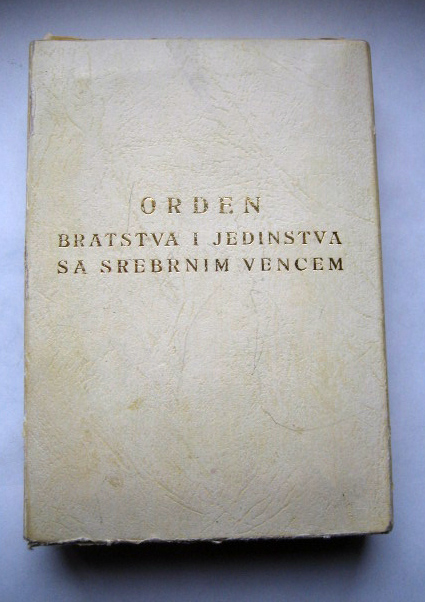 ORDEN
BRATSTVA I JEDINSTVA
SA SREBRNIM VENCEM